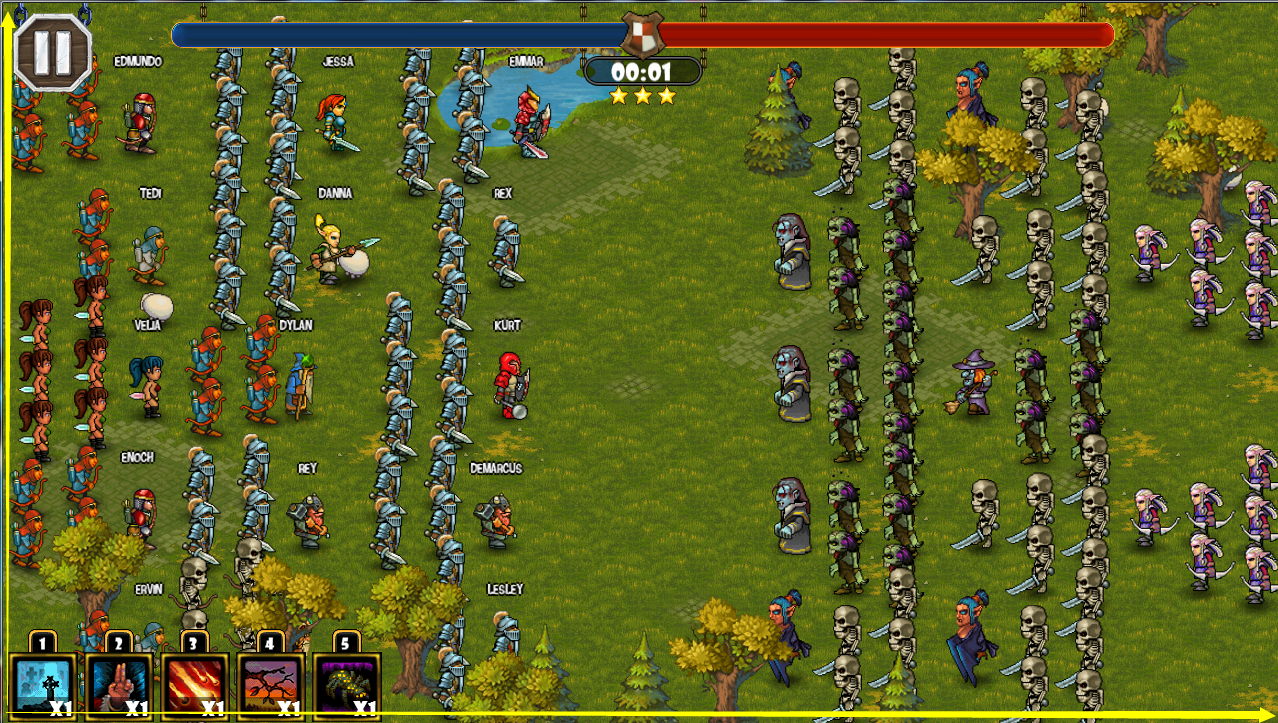 EDMUNDO
JESSA
EMMAR
00:01
TEDI
DANNA
REX
VELIA
DYLAN
KURT
ENOCH
REY
DEMARCUS
ERVIN
LESLEY
1 2 3 4 5
X1 X1 X1 X1 X1